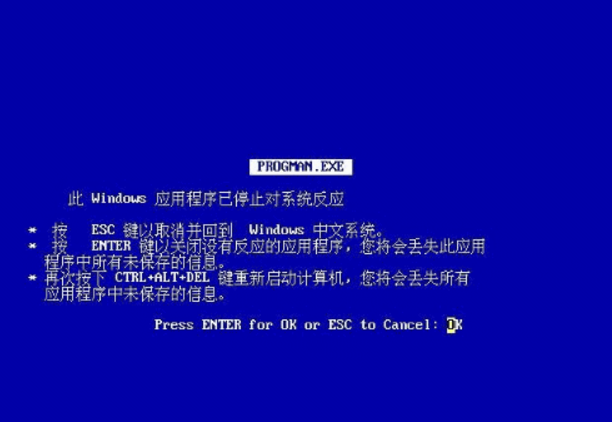 PROGMAN.EXE
此 Windows 应用程序已停止对系统反应
* 按 ESC 键以取消并回到 Windows 中文系统。
* 按 ENTER 键以关闭没有反应的应用程序，您将会丢失此应用
程序中所有未保存的信息。
* 再次按下 CTRL+ALT+DEL 键重新启动计算机，您将会丢失所有
应用程序中未保存的信息。
Press ENTER for OK or ESC to Cancel: OK